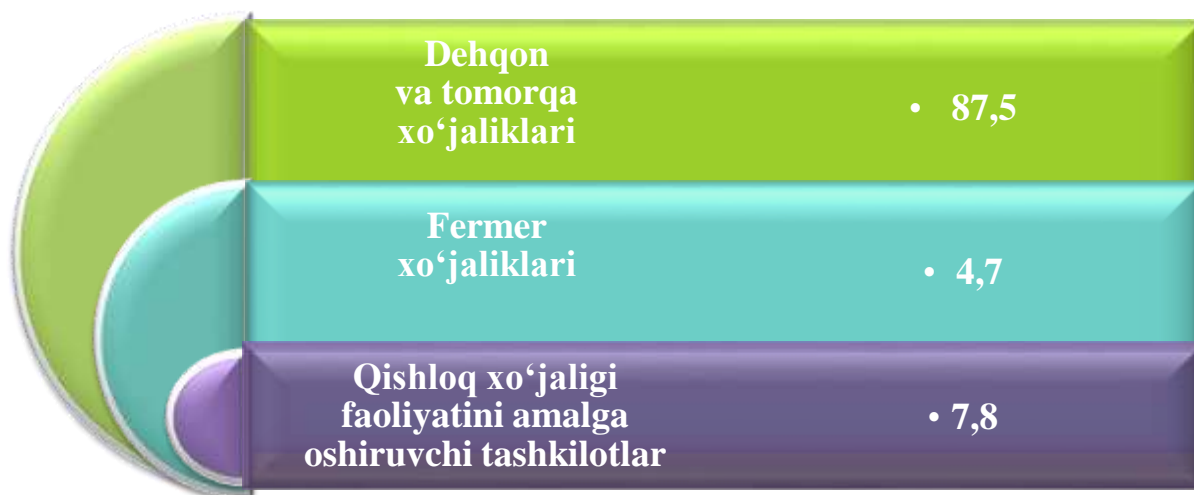 Dehqon
va tomorqa
xo‘jaliklari
• 87,5
Fermer
xo‘jaliklari
• 4,7
Qishloq xo‘jaligi
faoliyatini amalga
oshiruvchi tashkilotlar
• 7,8